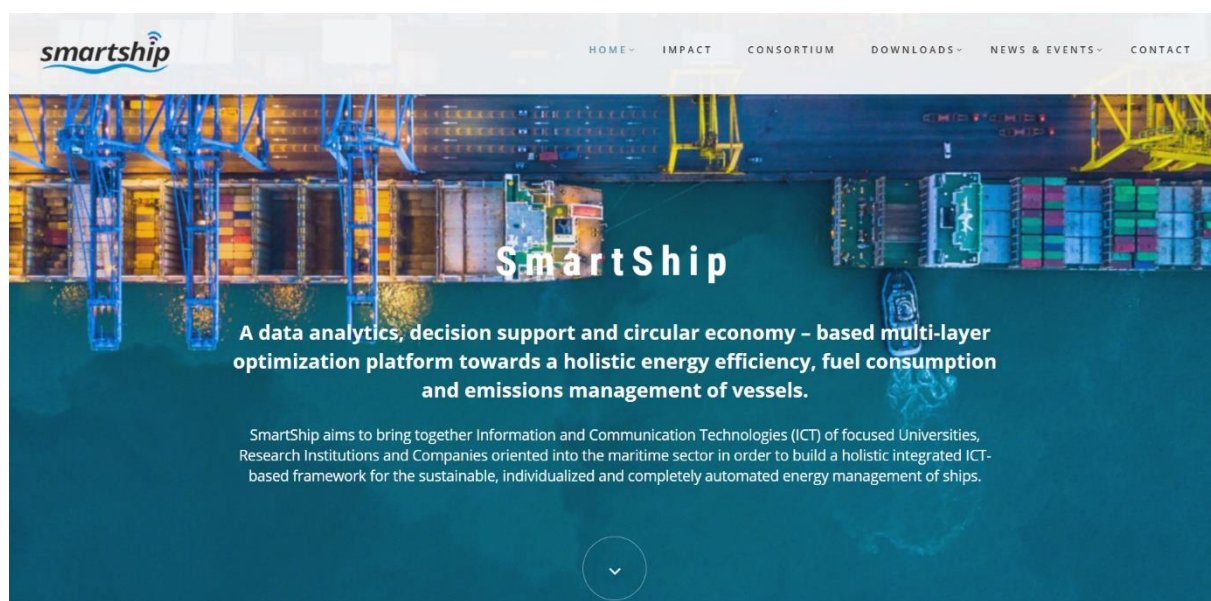 smartship
HOME
IMPACT
CONSORTIUM
DOWNLOADS
NEWS & EVENTS
CONTACT
SmartShip
A data analytics, decision support and circular economy – based multi-layer
optimization platform towards a holistic energy efficiency, fuel consumption
and emissions management of vessels.
SmartShip aims to bring together Information and Communication Technologies (ICT) of focused Universities,
Research Institutions and Companies oriented into the maritime sector in order to build a holistic integrated ICT-
based framework for the sustainable, individualized and completely automated energy management of ships.